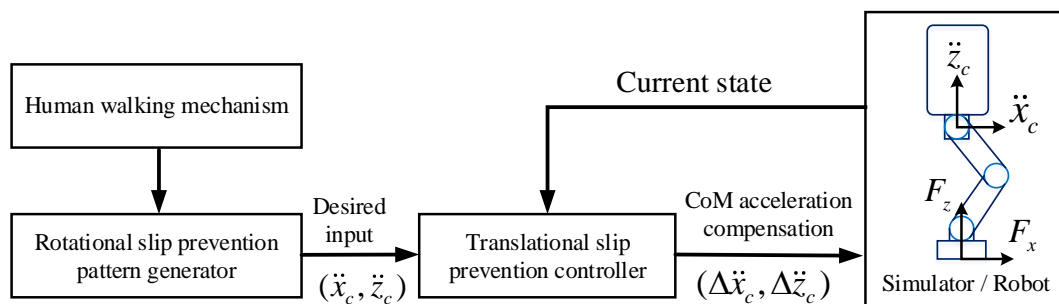 Human walking mechanism
Rotational slip prevention
pattern generator
Desired
input
(ẍ_c, z̈_c)
Translational slip
prevention controller
Current state
CoM acceleration
compensation
(Δẍ_c, Δz̈_c)
z̈_c
ẍ_c
F_z
F_x
Simulator / Robot